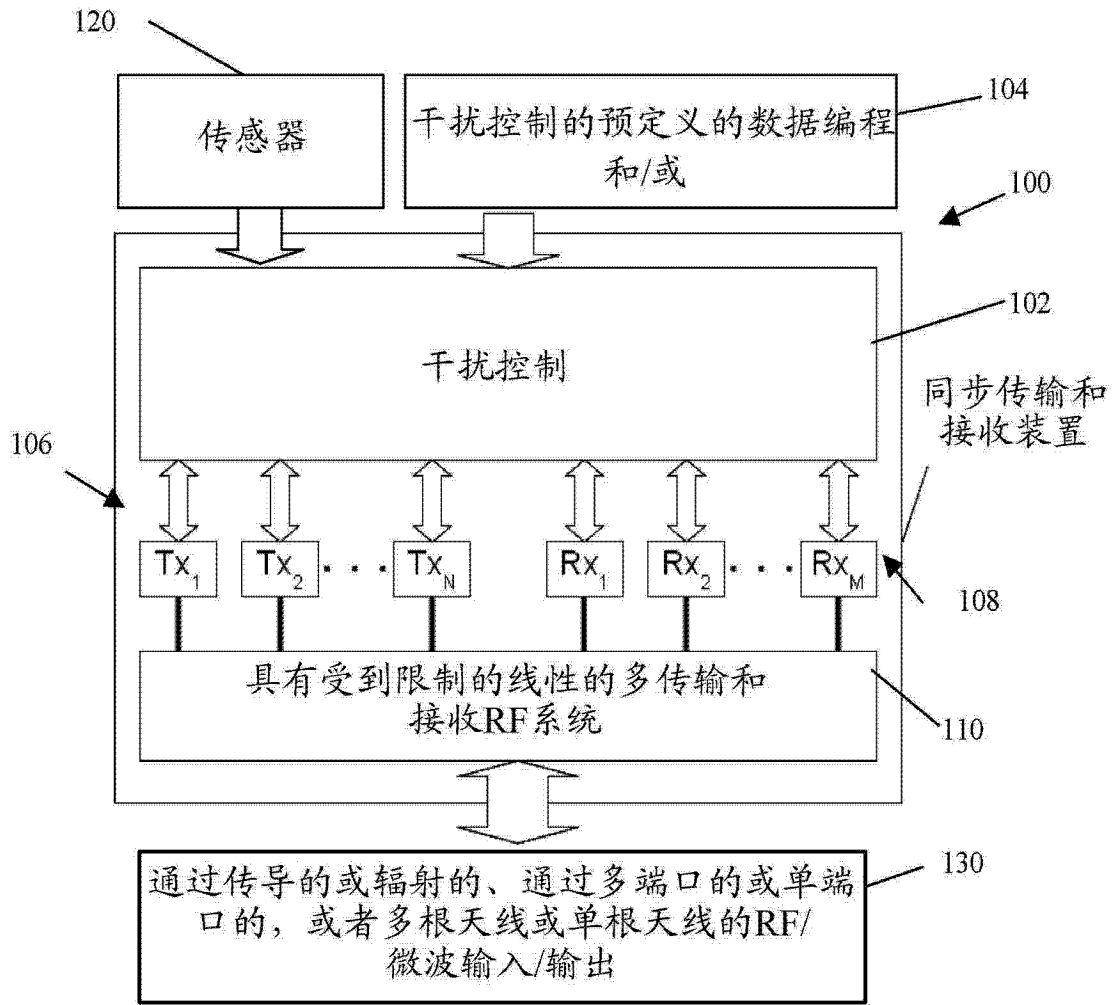 120
传感器
干扰控制的预定义的数据编程
和/或
104
100
干扰控制
102
同步传输和
接收装置
106
Tx1
Tx2
. . .
TxN
Rx1
Rx2
. . .
RxM
108
具有受到限制的线性的多传输和
接收RF系统
110
通过传导的或辐射的、通过多端口的或单端
口的，或者多根天线或单根天线的RF/
微波输入/输出
130